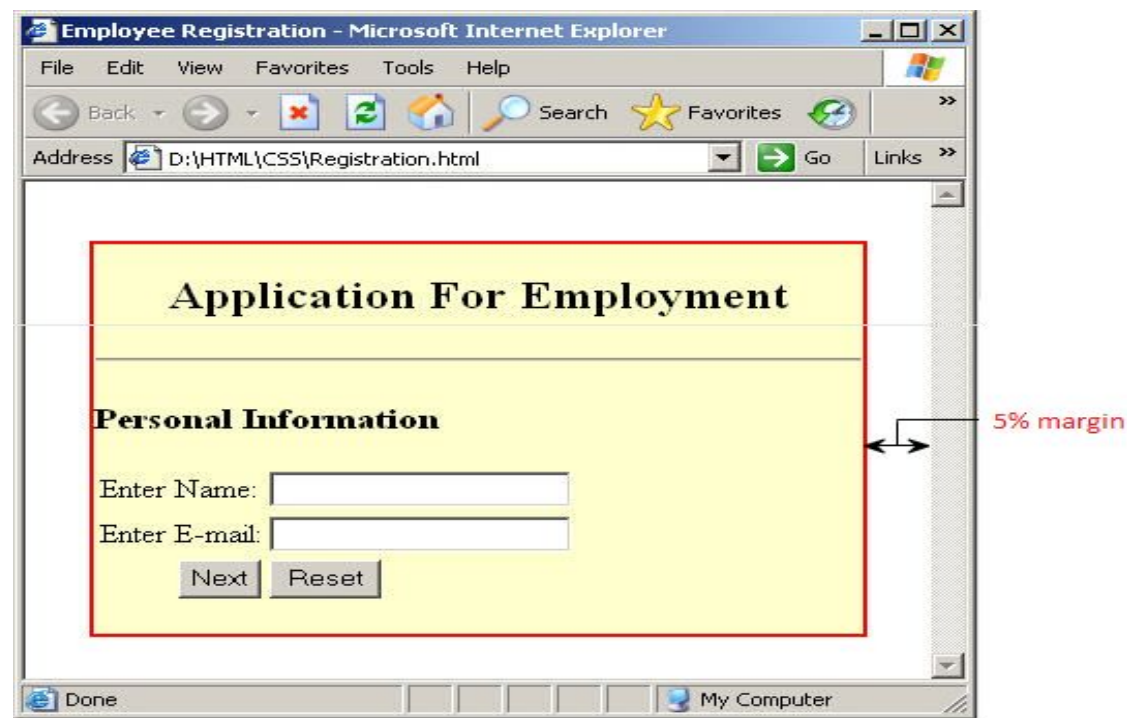 Employee Registration - Microsoft Internet Explorer
File Edit View Favorites Tools Help
Back Search Favorites »
Address D:\HTML\CSS\Registration.html Go Links »
Application For Employment
Personal Information
5% margin
Enter Name:
Enter E-mail:
Next Reset
Done My Computer